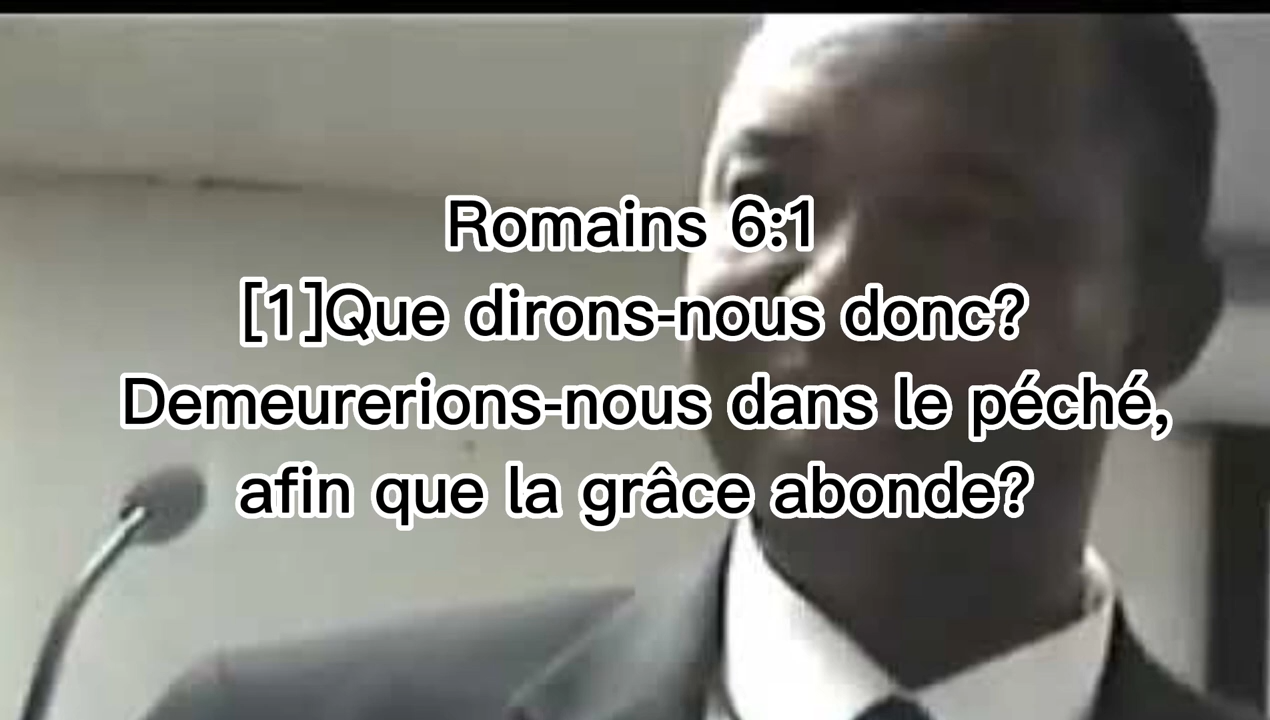 Romains 6:1
[1]Que dirons-nous donc?
Demeurerions-nous dans le péché,
afin que la grâce abonde?